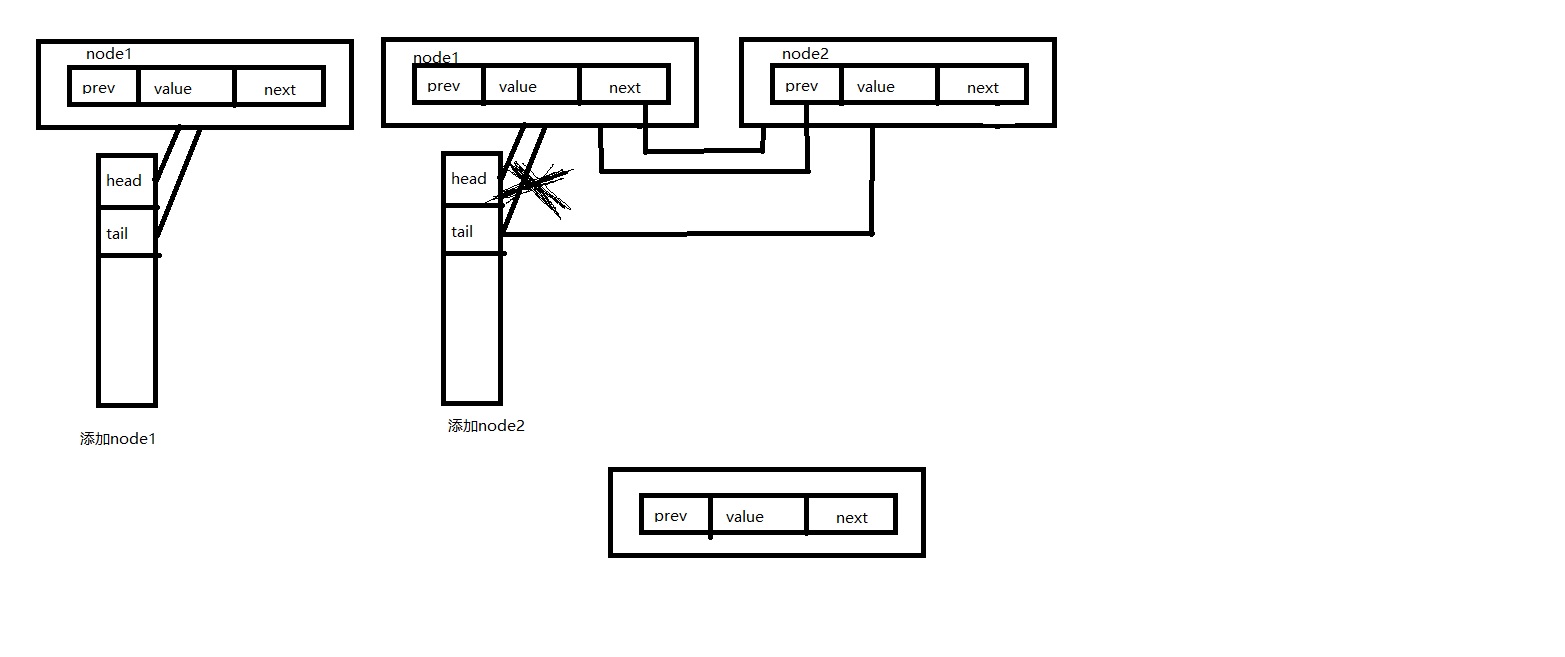 node1
prev value next
head
tail
添加node1
node1
prev value next
head
tail
添加node2
node2
prev value next
prev value next